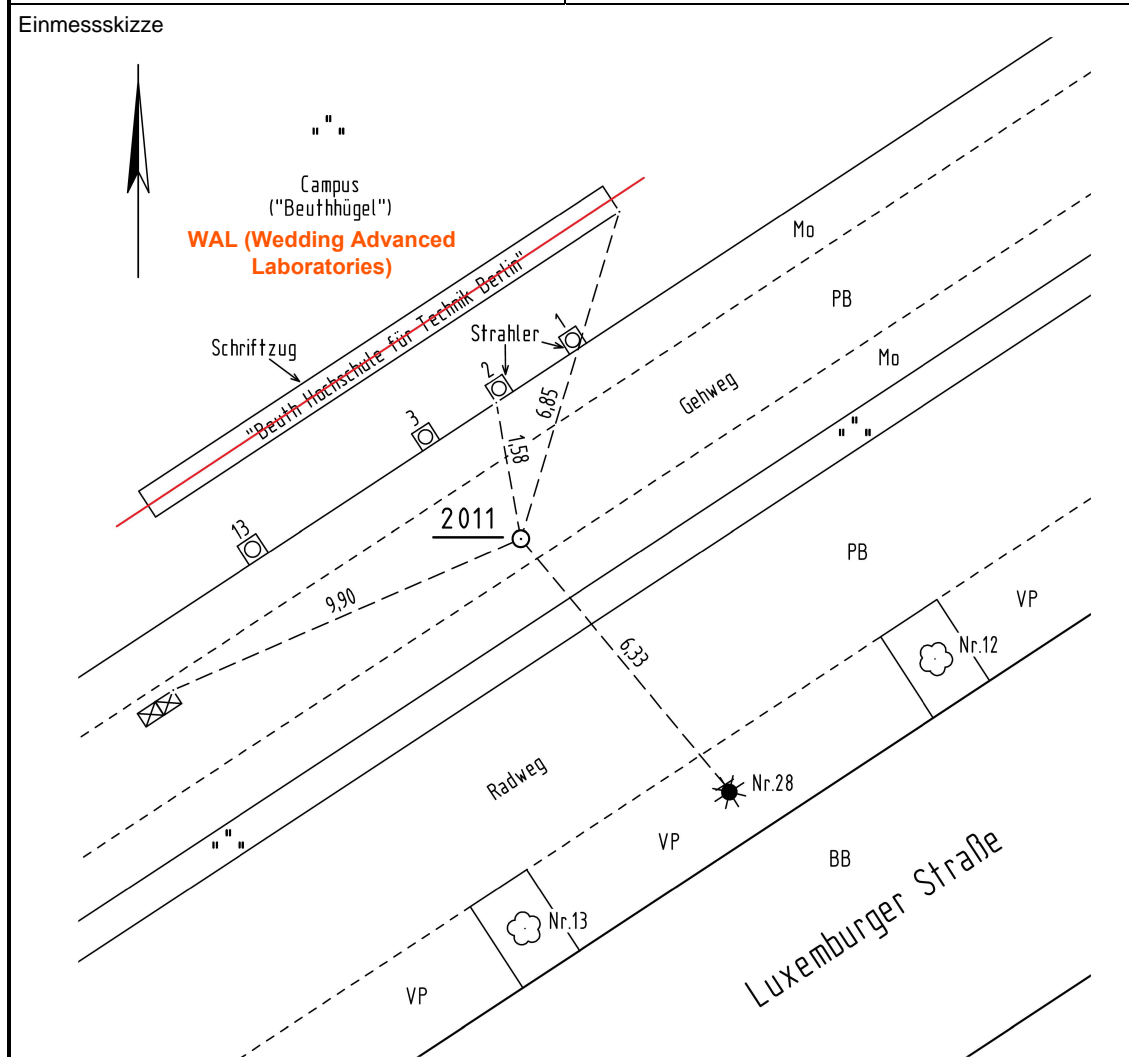 Einmessskizze
Campus
("Beuthhügel")
WAL (Wedding Advanced
Laboratories)
"Beuth Hochschule für Technik Berlin"
Schriftzug
Strahler
1
2
3
13
Mo
PB
Mo
Gehweg
6,85
1,58
2011
9,90
6,33
PB
VP
Nr.12
Radweg
Nr.28
VP
BB
Nr.13
VP
Luxemburger Straße